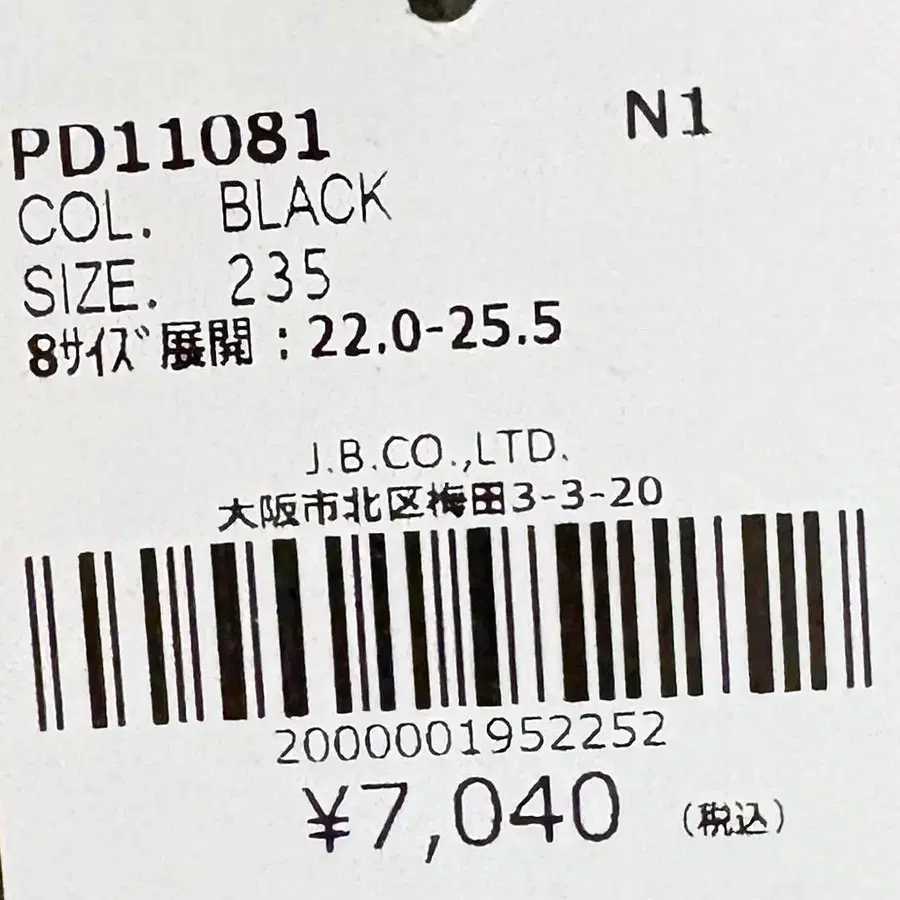 PD11081 N1
COL. BLACK
SIZE. 235
8ｻｲｽﾞ展開：22.0-25.5
J.B.CO.,LTD.
大阪市北区梅田3-3-20
2000001952252
¥7,040 (税込)